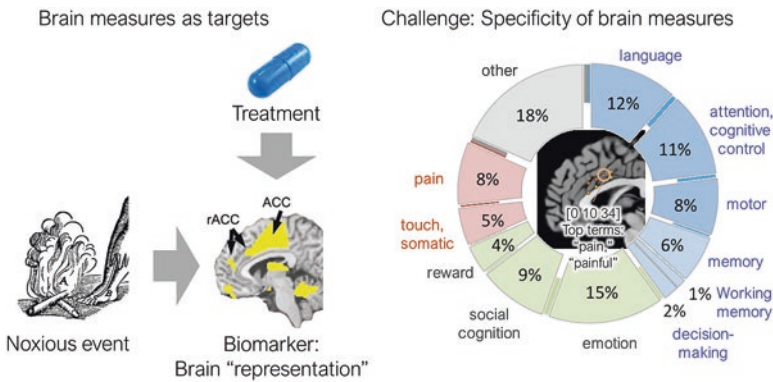 Brain measures as targets
Treatment
A
Noxious event
rACC
ACC
Biomarker:
Brain “representation”
Challenge: Specificity of brain measures
language
12%
attention,
cognitive
control
11%
motor
8%
memory
6%
Working
memory
1%
decision-
making
2%
emotion
15%
social
cognition
9%
reward
4%
touch,
somatic
5%
pain
8%
other
18%
[0 10 34]
Top terms:
“pain,”
“painful”